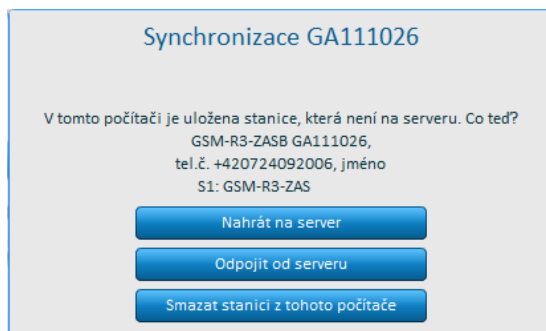 Synchronizace GA111026
V tomto počítači je uložena stanice, která není na serveru. Co teď?
GSM-R3-ZASB GA111026,
tel.č. +420724092006, jméno
S1: GSM-R3-ZAS
Nahrát na server
Odpojit od serveru
Smazat stanici z tohoto počítače